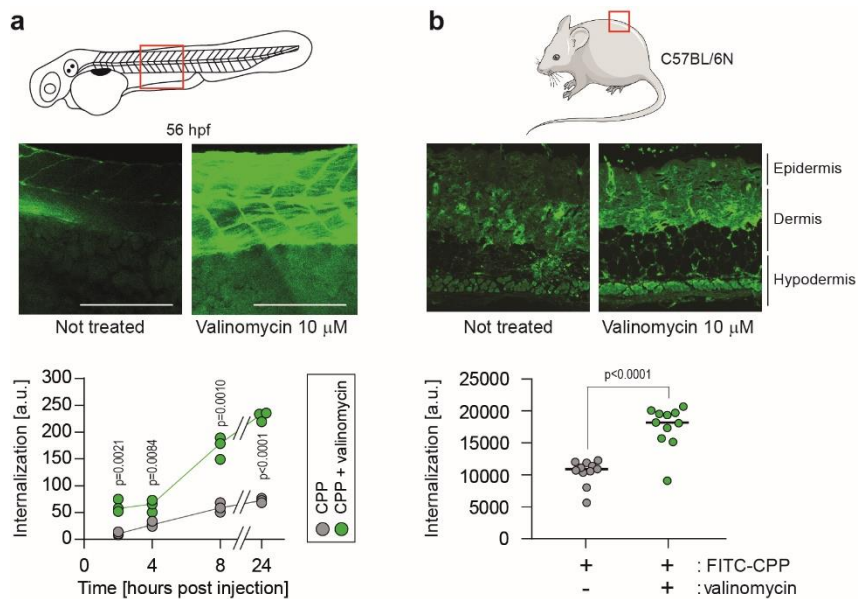 a
56 hpf
Not treated
Valinomycin 10 μM
Internalization [a.u.]
300
250
200
150
100
50
0
p=0.0021
p=0.0084
p=0.0010
p<0.0001
0
4
8
24
Time [hours post injection]
CPP
CPP + valinomycin
b
C57BL/6N
Epidermis
Dermis
Hypodermis
Not treated
Valinomycin 10 μM
p<0.0001
Internalization [a.u.]
25000
20000
15000
10000
5000
0
+ + : FITC-CPP
- + : valinomycin